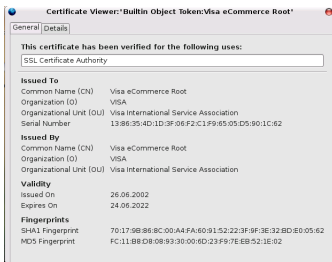 Certificate Viewer:"Builtin Object Token:Visa eCommerce Root"
General Details
This certificate has been verified for the following uses:
SSL Certificate Authority
Issued To
Common Name (CN) Visa eCommerce Root
Organization (O) VISA
Organizational Unit (OU) Visa International Service Association
Serial Number 13:86:35:4D:1D:3F:06:F2:C1:F9:65:05:D5:90:1C:62
Issued By
Common Name (CN) Visa eCommerce Root
Organization (O) VISA
Organizational Unit (OU) Visa International Service Association
Validity
Issued On 26.06.2002
Expires On 24.06.2022
Fingerprints
SHA1 Fingerprint 70:17:9B:86:8C:00:A4:FA:60:91:52:22:3F:9F:3E:32:BD:E0:05:62
MD5 Fingerprint FC:11:B8:D8:08:93:30:00:6D:23:F9:7E:EB:52:1E:02